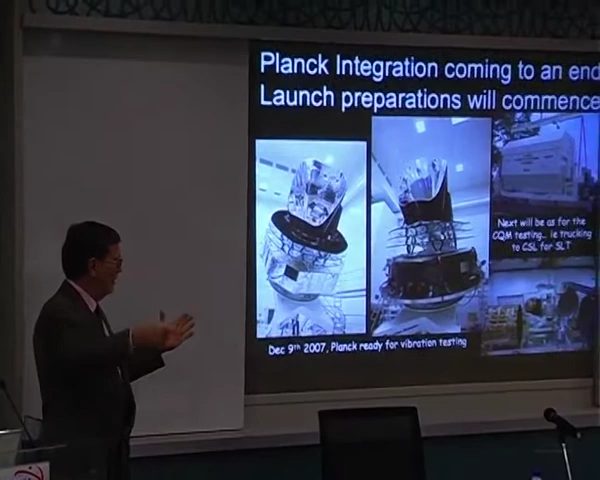 Planck Integration coming to an end
Launch preparations will commence
Next will be as for the
CQM testing... ie trucking
to CSL for SLT
Dec 9th 2007, Planck ready for vibration testing